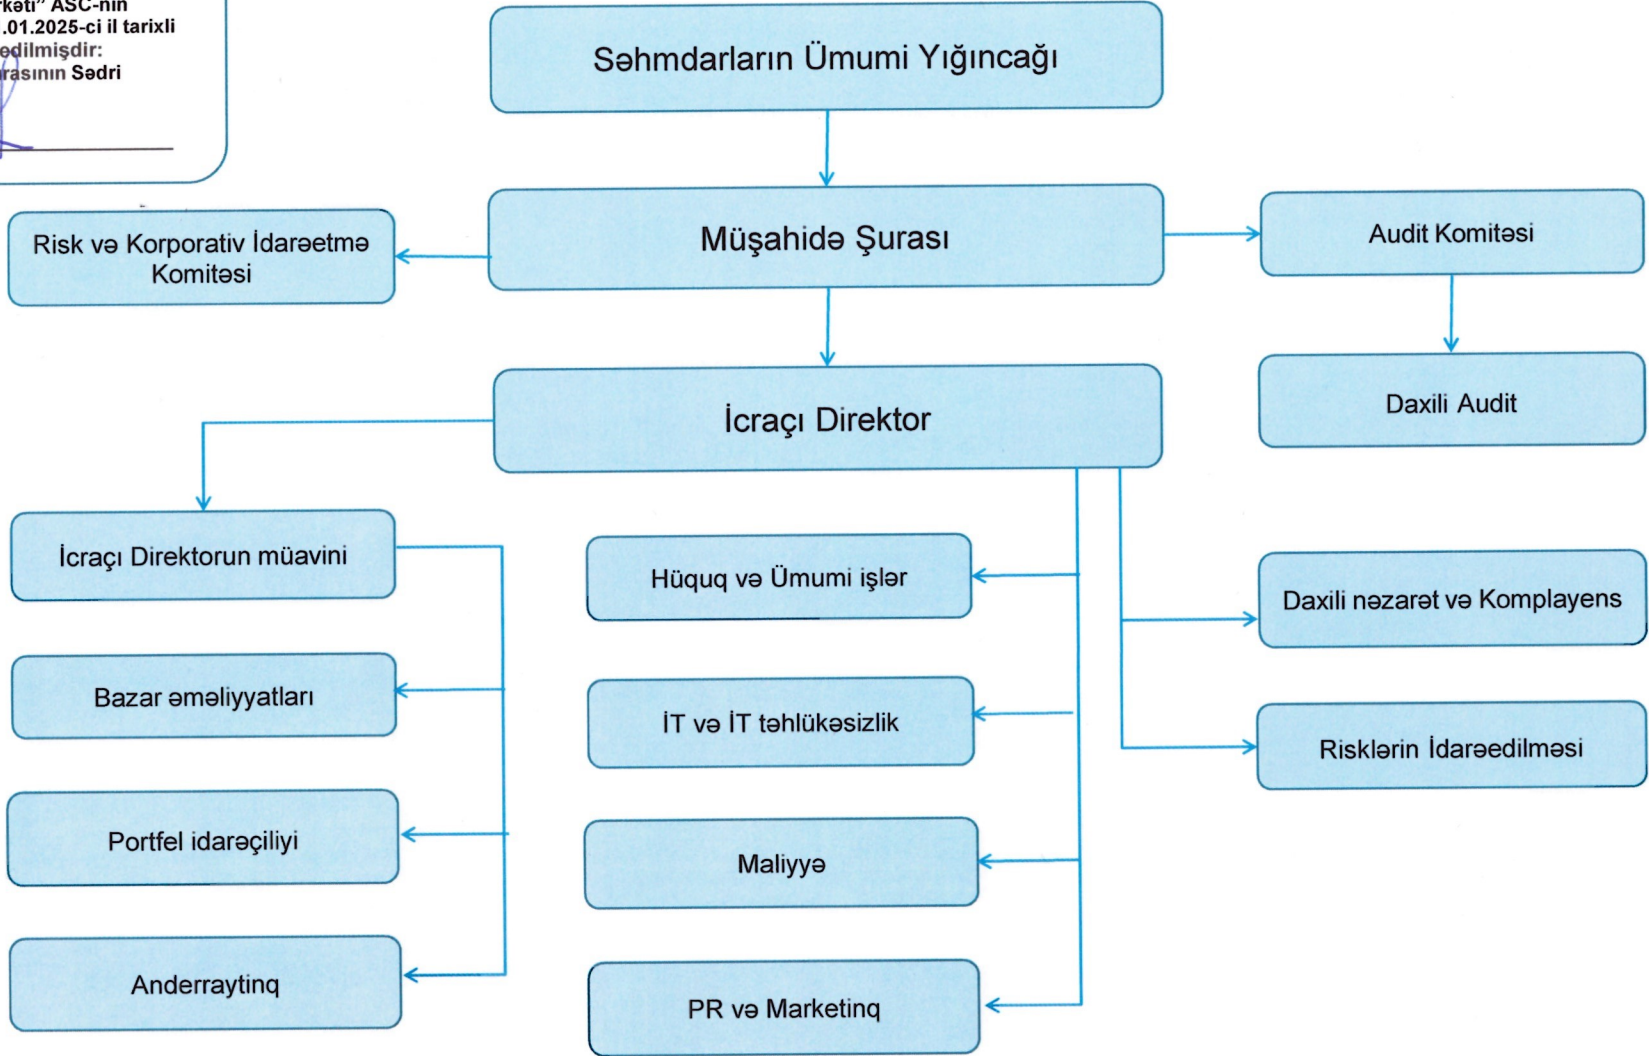 ASC-nin
.01.2025-ci il tarixli
edilmişdir:
Sədri
Səhmdarların Ümumi Yığıncağı
Risk və Korporativ İdarəetmə
Komitəsi
Müşahidə Şurası
Audit Komitəsi
Daxili Audit
İcraçı Direktor
İcraçı Direktorun müavini
Hüquq və Ümumi işlər
Daxili nəzarət və Komplayens
Bazar əməliyyatları
İT və İT təhlükəsizlik
Risklərin İdarəedilməsi
Portfel idarəçiliyi
Maliyyə
Anderraytinq
PR və Marketinq